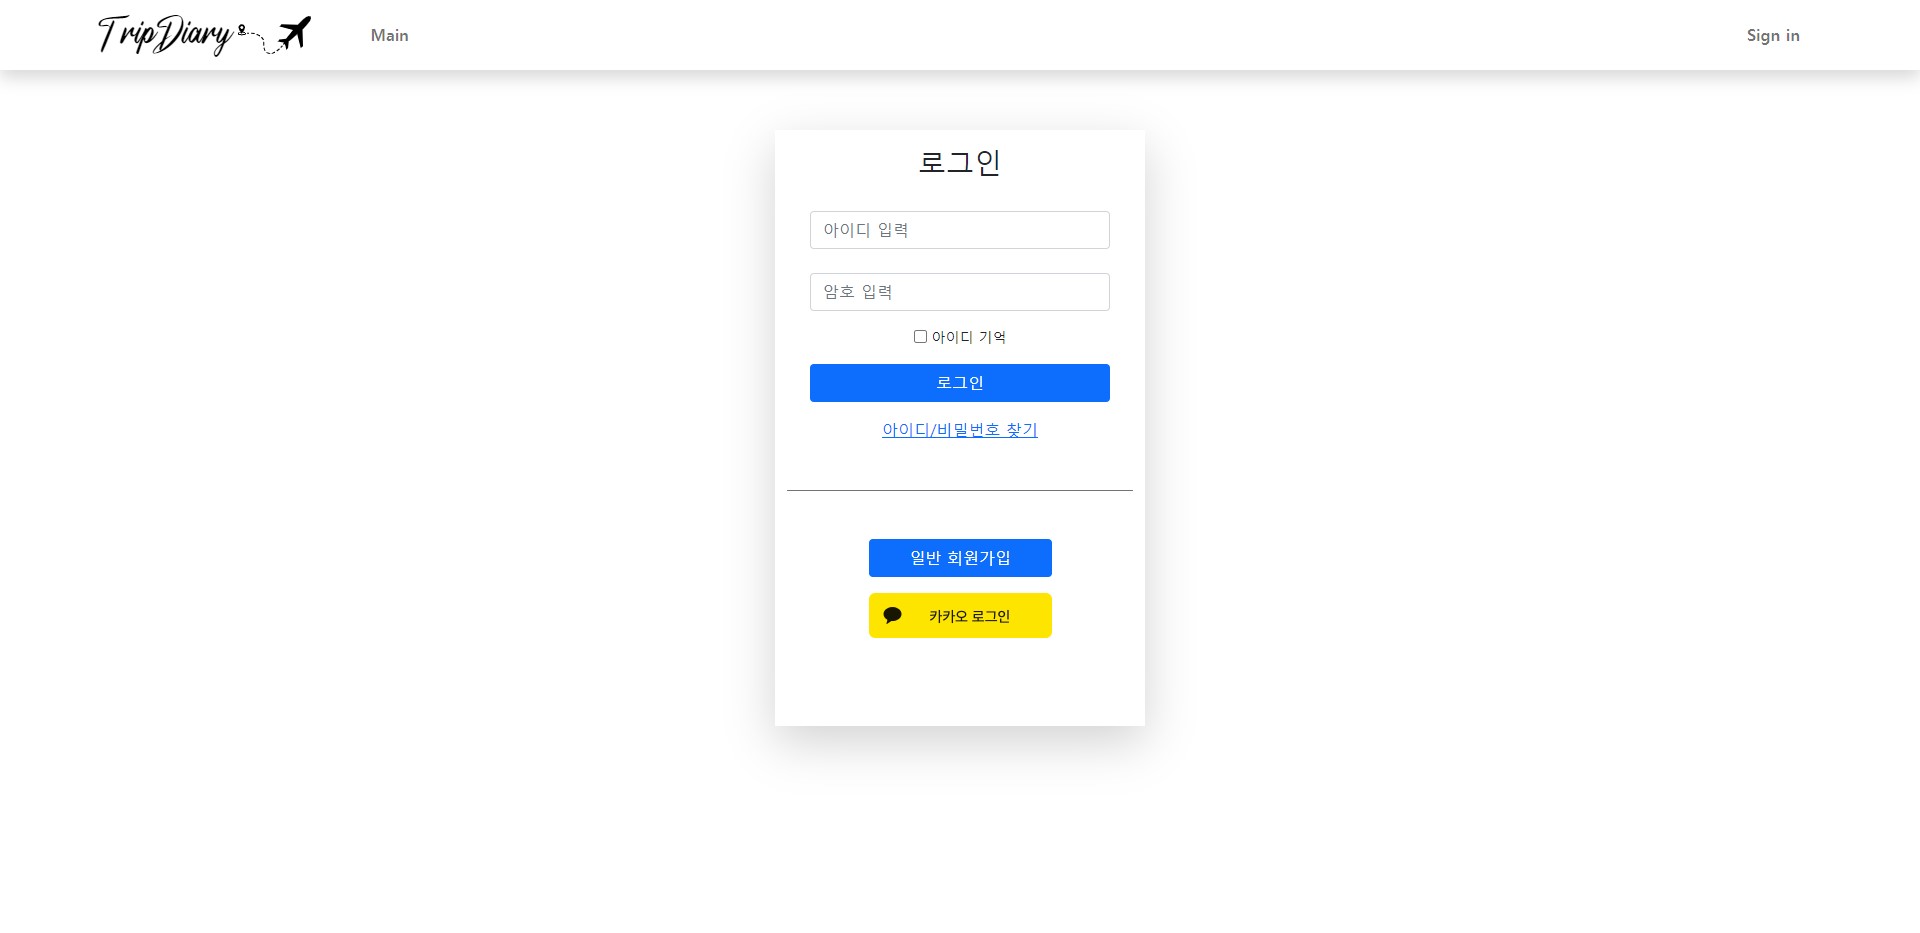 TripDiary
Main
Sign in
로그인
아이디 입력
암호 입력
아이디 기억
로그인
아이디/비밀번호 찾기
일반 회원가입
카카오 로그인